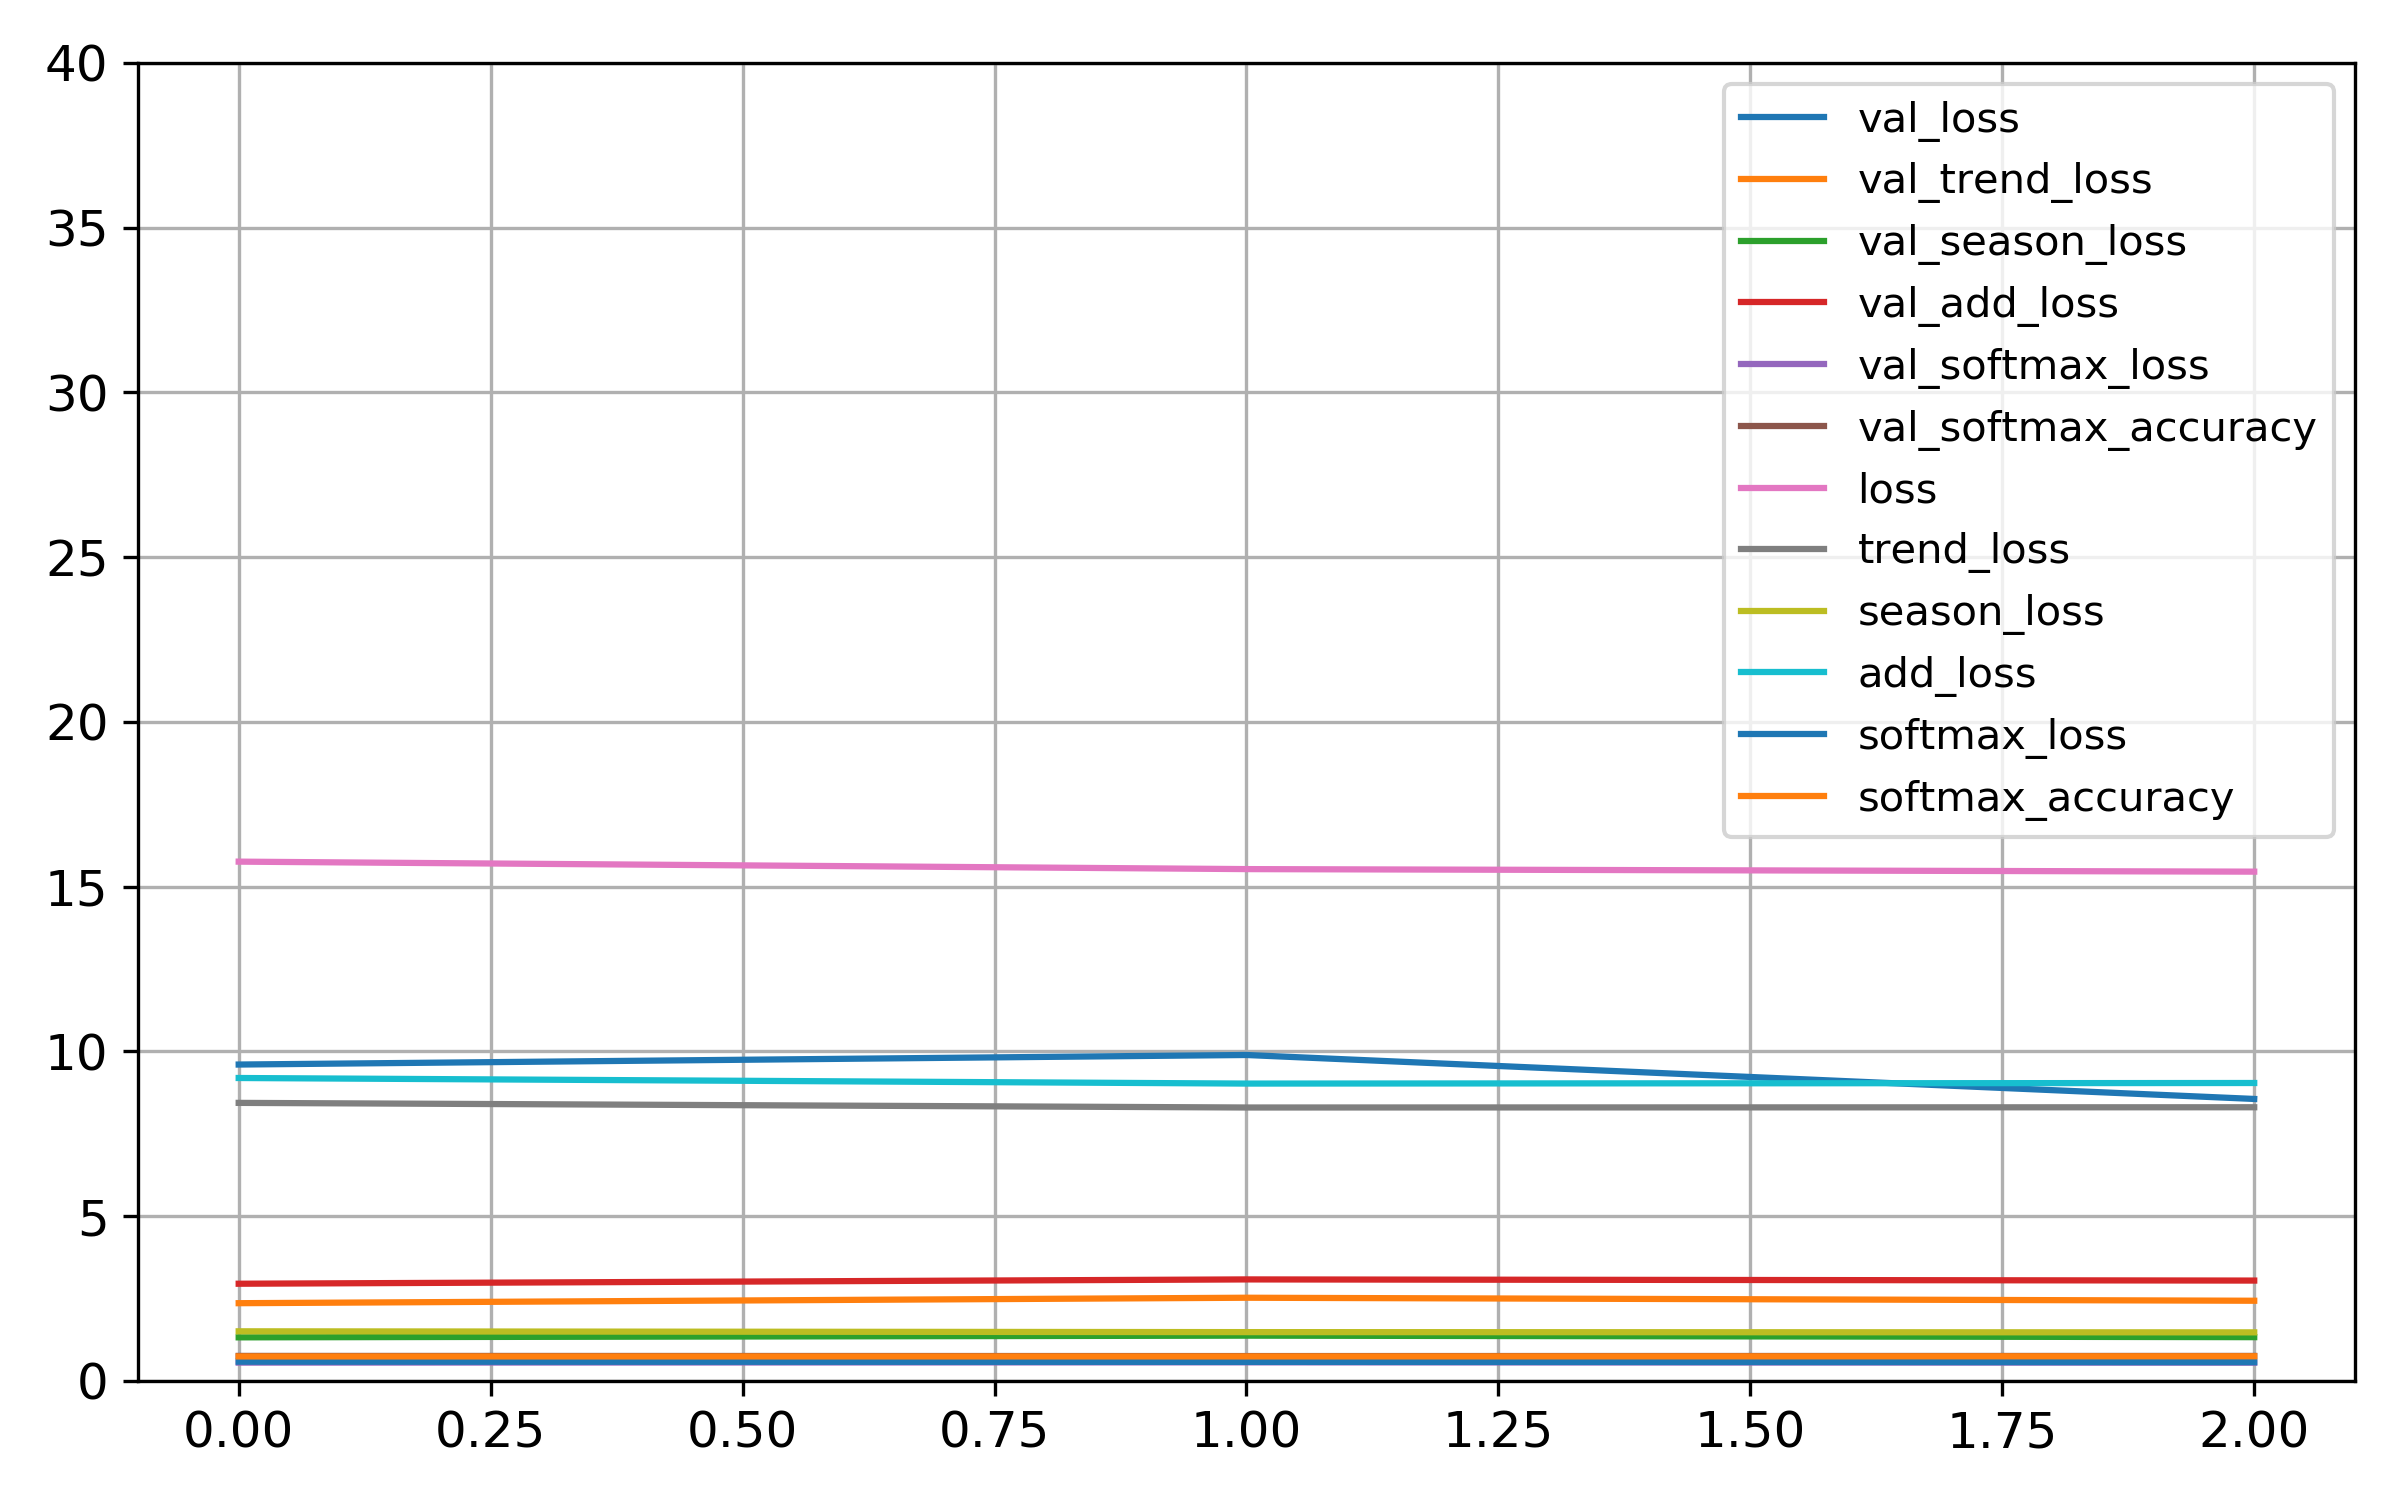 40
35
30
25
20
15
10
5
0
val_loss
val_trend_loss
val_season_loss
val_add_loss
val_softmax_loss
val_softmax_accuracy
loss
trend_loss
season_loss
add_loss
softmax_loss
softmax_accuracy
0.00 0.25 0.50 0.75 1.00 1.25 1.50 1.75 2.00